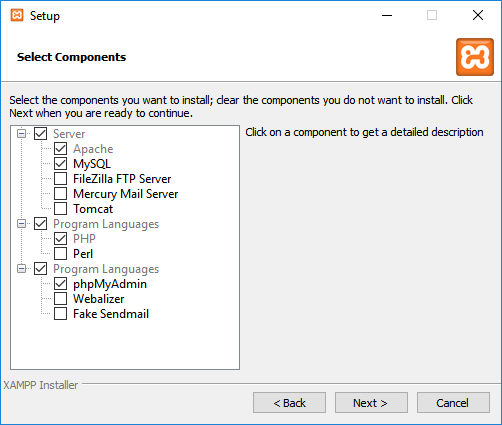 Setup
Select Components
Select the components you want to install; clear the components you do not want to install. Click
Next when you are ready to continue.
Server
Apache
MySQL
FileZilla FTP Server
Mercury Mail Server
Tomcat
Program Languages
PHP
Perl
Program Languages
phpMyAdmin
Webalizer
Fake Sendmail
Click on a component to get a detailed description
XAMPP Installer
< Back
Next >
Cancel